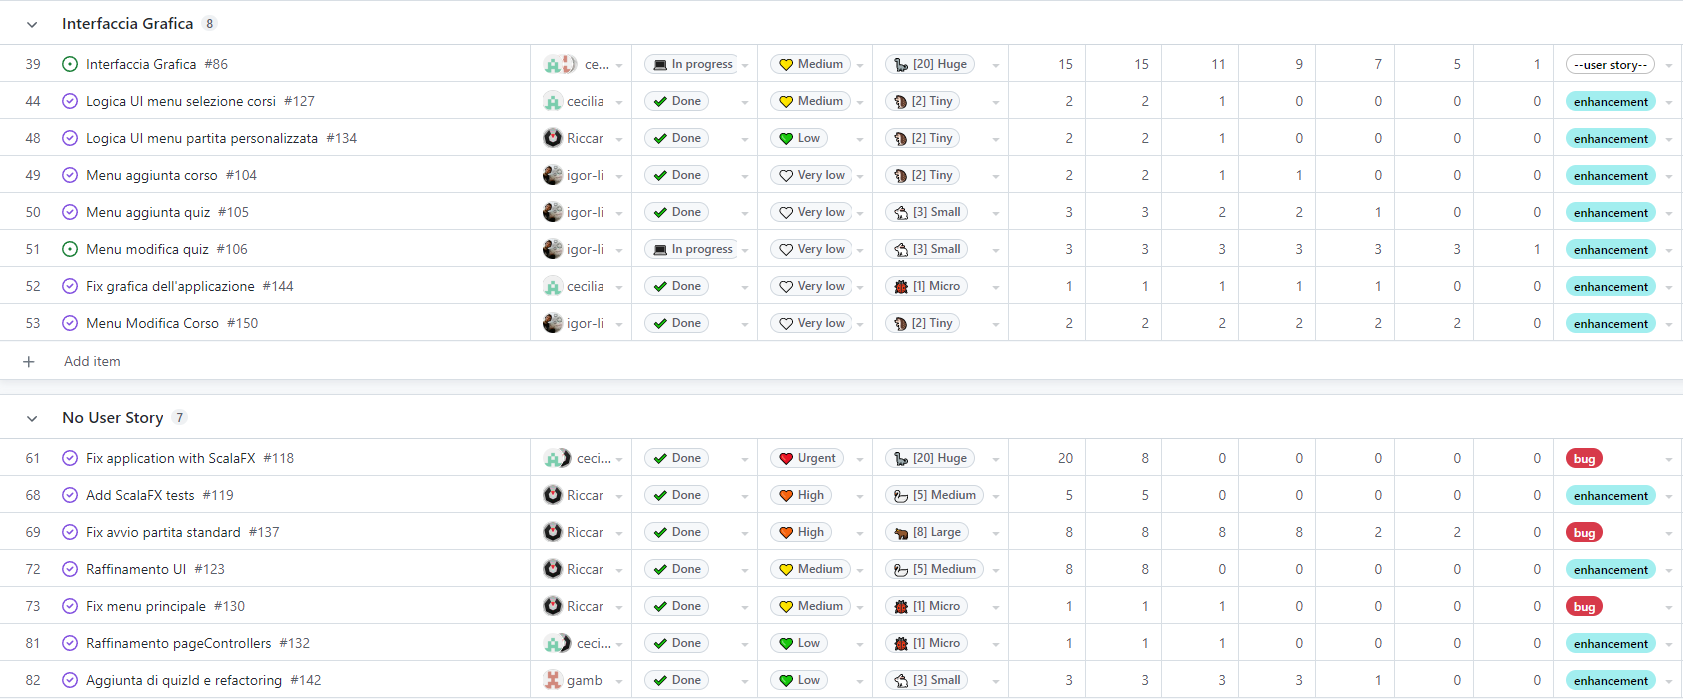 Interfaccia Grafica 8
39 Interfaccia Grafica #86 ce... In progress Medium [20] Huge 15 15 11 9 7 5 1 --user story--
44 Logica UI menu selezione corsi #127 cecilia Done Medium [2] Tiny 2 2 1 0 0 0 0 enhancement
48 Logica UI menu partita personalizzata #134 Riccar Done Low [2] Tiny 2 2 1 0 0 0 0 enhancement
49 Menu aggiunta corso #104 igor-li Done Very low [2] Tiny 2 2 1 1 0 0 0 enhancement
50 Menu aggiunta quiz #105 igor-li Done Very low [3] Small 3 3 2 2 1 0 0 enhancement
51 Menu modifica quiz #106 igor-li In progress Very low [3] Small 3 3 3 3 3 3 1 enhancement
52 Fix grafica dell'applicazione #144 cecilia Done Very low [1] Micro 1 1 1 1 1 0 0 enhancement
53 Menu Modifica Corso #150 igor-li Done Very low [2] Tiny 2 2 2 2 2 2 0 enhancement
Add item
No User Story 7
61 Fix application with ScalaFX #118 ceci... Done Urgent [20] Huge 20 8 0 0 0 0 0 bug
68 Add ScalaFX tests #119 Riccar Done High [5] Medium 5 5 0 0 0 0 0 enhancement
69 Fix avvio partita standard #137 Riccar Done High [8] Large 8 8 8 8 2 2 0 bug
72 Raffinamento UI #123 Riccar Done Medium [5] Medium 8 8 0 0 0 0 0 enhancement
73 Fix menu principale #130 Riccar Done Medium [1] Micro 1 1 1 0 0 0 0 bug
81 Raffinamento pageControllers #132 ceci... Done Low [1] Micro 1 1 1 0 0 0 0 enhancement
82 Aggiunta di quizId e refactoring #142 gamb Done Low [3] Small 3 3 3 3 1 0 0 enhancement